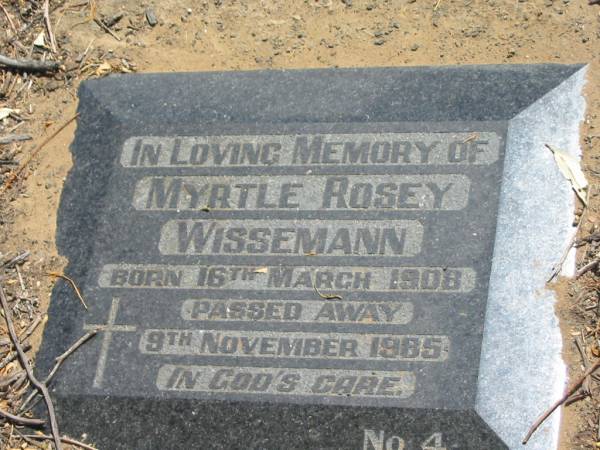 IN LOVING MEMORY OF
MYRTLE ROSEY
WISSEMANN
BORN 16TH MARCH 1908
PASSED AWAY
9TH NOVEMBER 1985
IN GOD'S CARE.
No 4